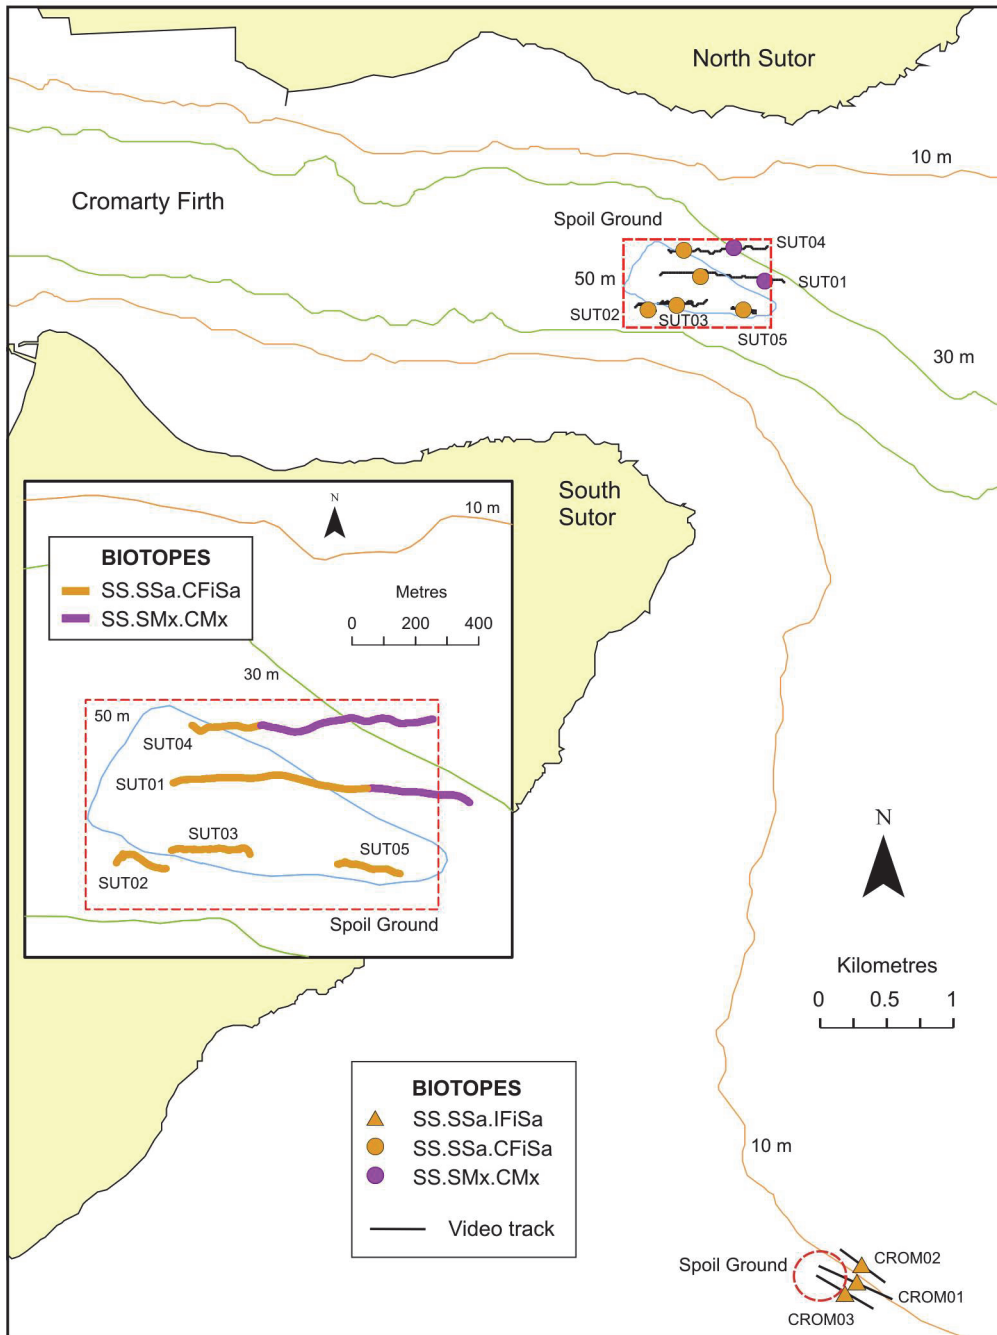 North Sutor
10 m
Cromarty Firth
Spoil Ground
SUT04
50 m
SUT01
SUT02
SUT03
SUT05
30 m
South
Sutor
N
10 m
BIOTOPES
SS.SSa.CFiSa
SS.SMx.CMx
Metres
0 200 400
30 m
50 m
SUT04
SUT01
SUT03
SUT05
SUT02
Spoil Ground
N
Kilometres
0 0.5 1
BIOTOPES
SS.SSa.IFiSa
SS.SSa.CFiSa
SS.SMx.CMx
Video track
10 m
Spoil Ground
CROM02
CROM01
CROM03